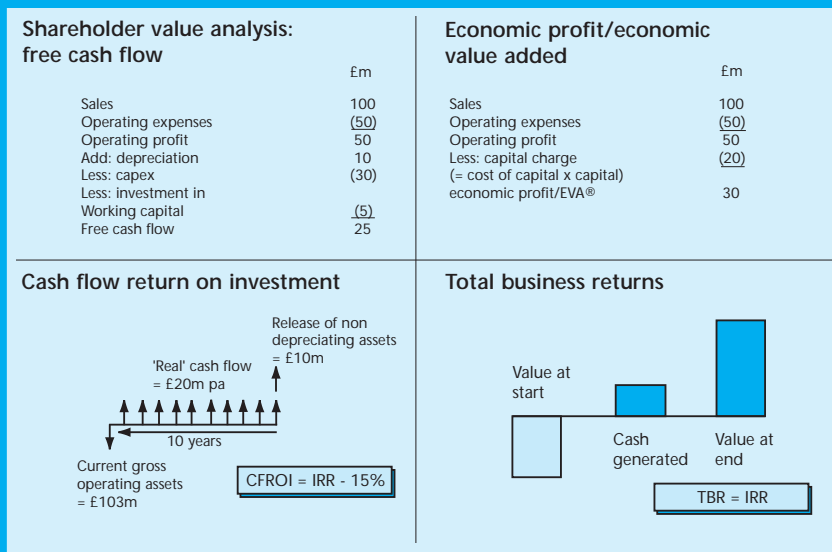 Shareholder value analysis:
free cash flow
£m
Sales 100
Operating expenses (50)
Operating profit 50
Add: depreciation 10
Less: capex (30)
Less: investment in
Working capital (5)
Free cash flow 25
Economic profit/economic
value added
£m
Sales 100
Operating expenses (50)
Operating profit 50
Less: capital charge (20)
(= cost of capital x capital)
economic profit/EVA® 30
Cash flow return on investment
Release of non
depreciating assets
= £10m
'Real' cash flow
= £20m pa
10 years
Current gross
operating assets
= £103m
CFROI = IRR - 15%
Total business returns
Value at
start
Cash
generated
Value at
end
TBR = IRR